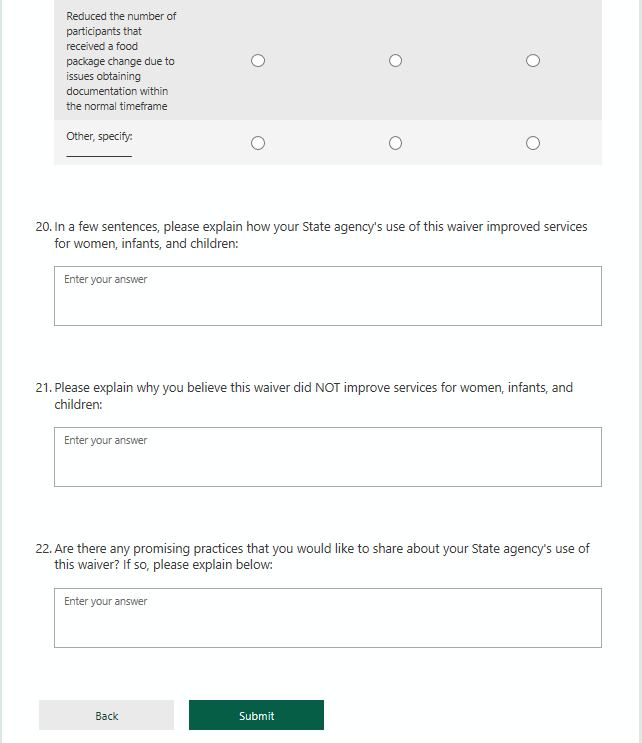 Reduced the number of
participants that
received a food
package change due to
issues obtaining
documentation within
the normal timeframe
Other, specify:
20. In a few sentences, please explain how your State agency's use of this waiver improved services
for women, infants, and children:
Enter your answer
21. Please explain why you believe this waiver did NOT improve services for women, infants, and
children:
Enter your answer
22. Are there any promising practices that you would like to share about your State agency's use of
this waiver? If so, please explain below:
Enter your answer
Back Submit